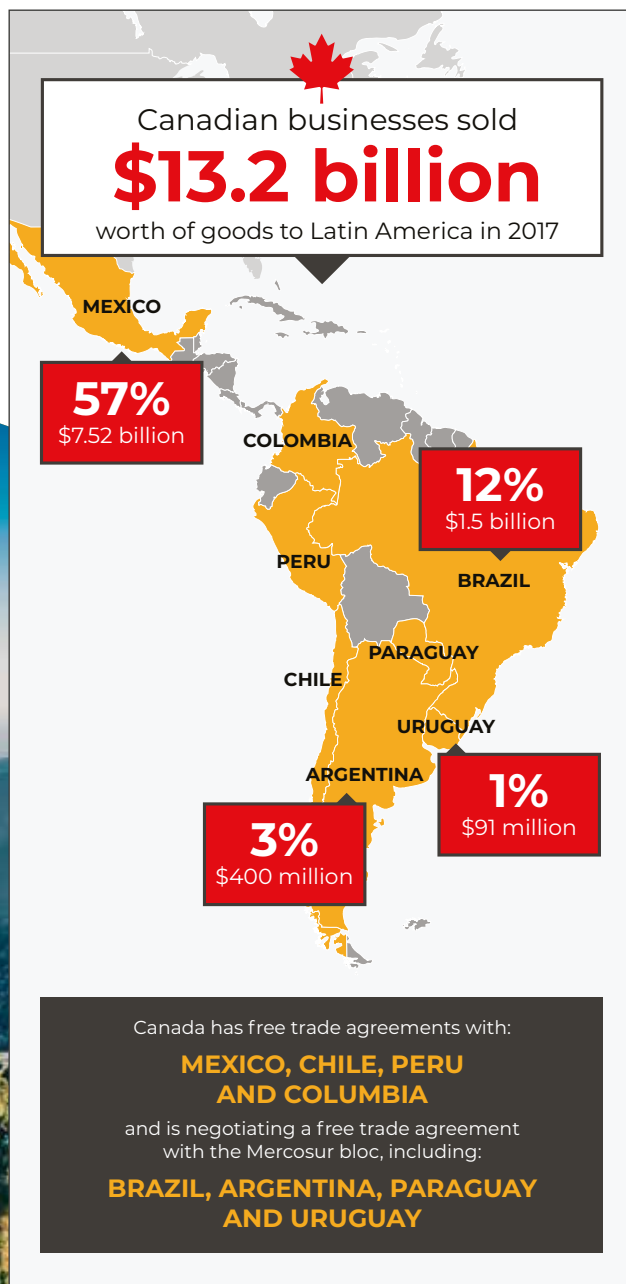 Canadian businesses sold
$13.2 billion
worth of goods to Latin America in 2017
MEXICO
57%
$7.52 billion
COLOMBIA
12%
$1.5 billion
PERU
BRAZIL
PARAGUAY
CHILE
URUGUAY
ARGENTINA
1%
$91 million
3%
$400 million
Canada has free trade agreements with:
MEXICO, CHILE, PERU
AND COLUMBIA
and is negotiating a free trade agreement
with the Mercosur bloc, including:
BRAZIL, ARGENTINA, PARAGUAY
AND URUGUAY